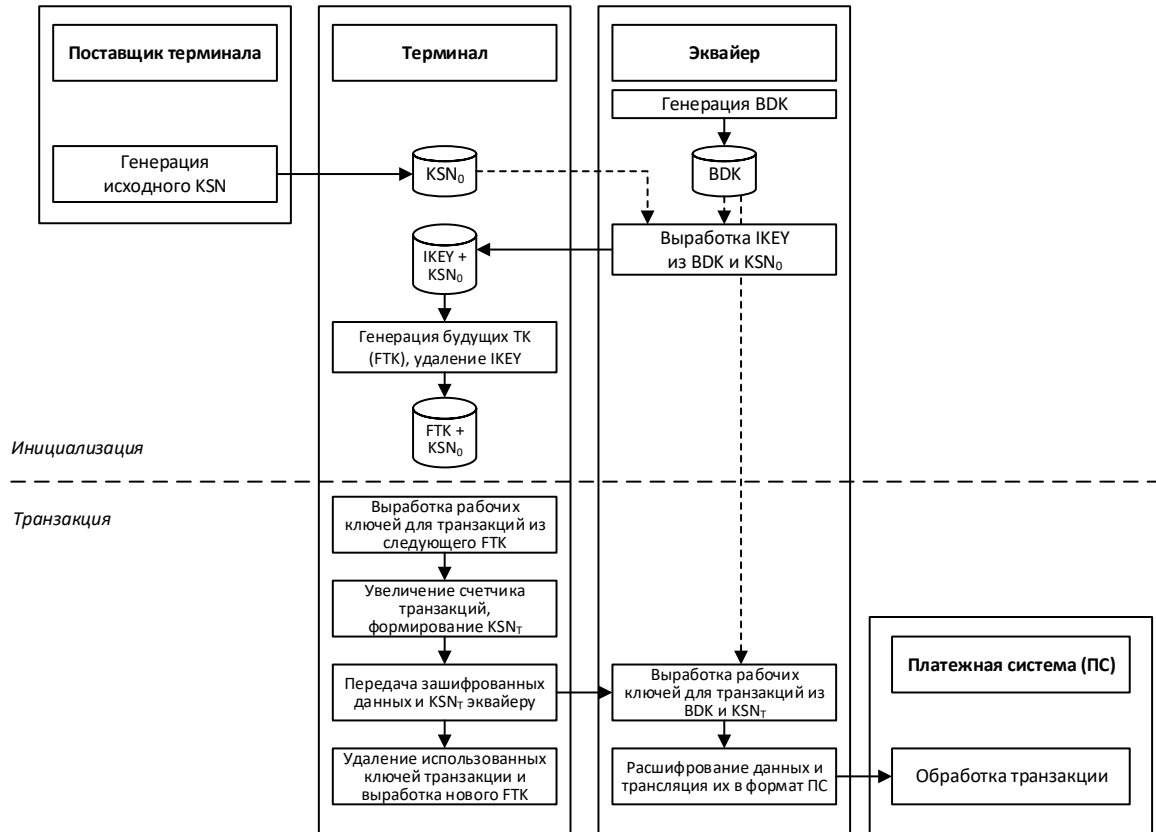 Поставщик терминала
Терминал
Эквайер
Генерация BDK
Генерация
исходного KSN
KSN₀
BDK
IKEY +
KSN₀
Выработка IKEY
из BDK и KSN₀
Генерация будущих ТК
(FTK), удаление IKEY
FTK +
KSN₀
Инициализация
Транзакция
Выработка рабочих
ключей для транзакций из
следующего FTK
Увеличение счетчика
транзакций,
формирование KSNT
Платежная система (ПС)
Передача зашифрованных
данных и KSNT эквайеру
Выработка рабочих
ключей для транзакций из
BDK и KSNT
Удаление использованных
ключей транзакции и
выработка нового FTK
Расшифрование данных и
трансляция их в формат ПС
Обработка транзакции